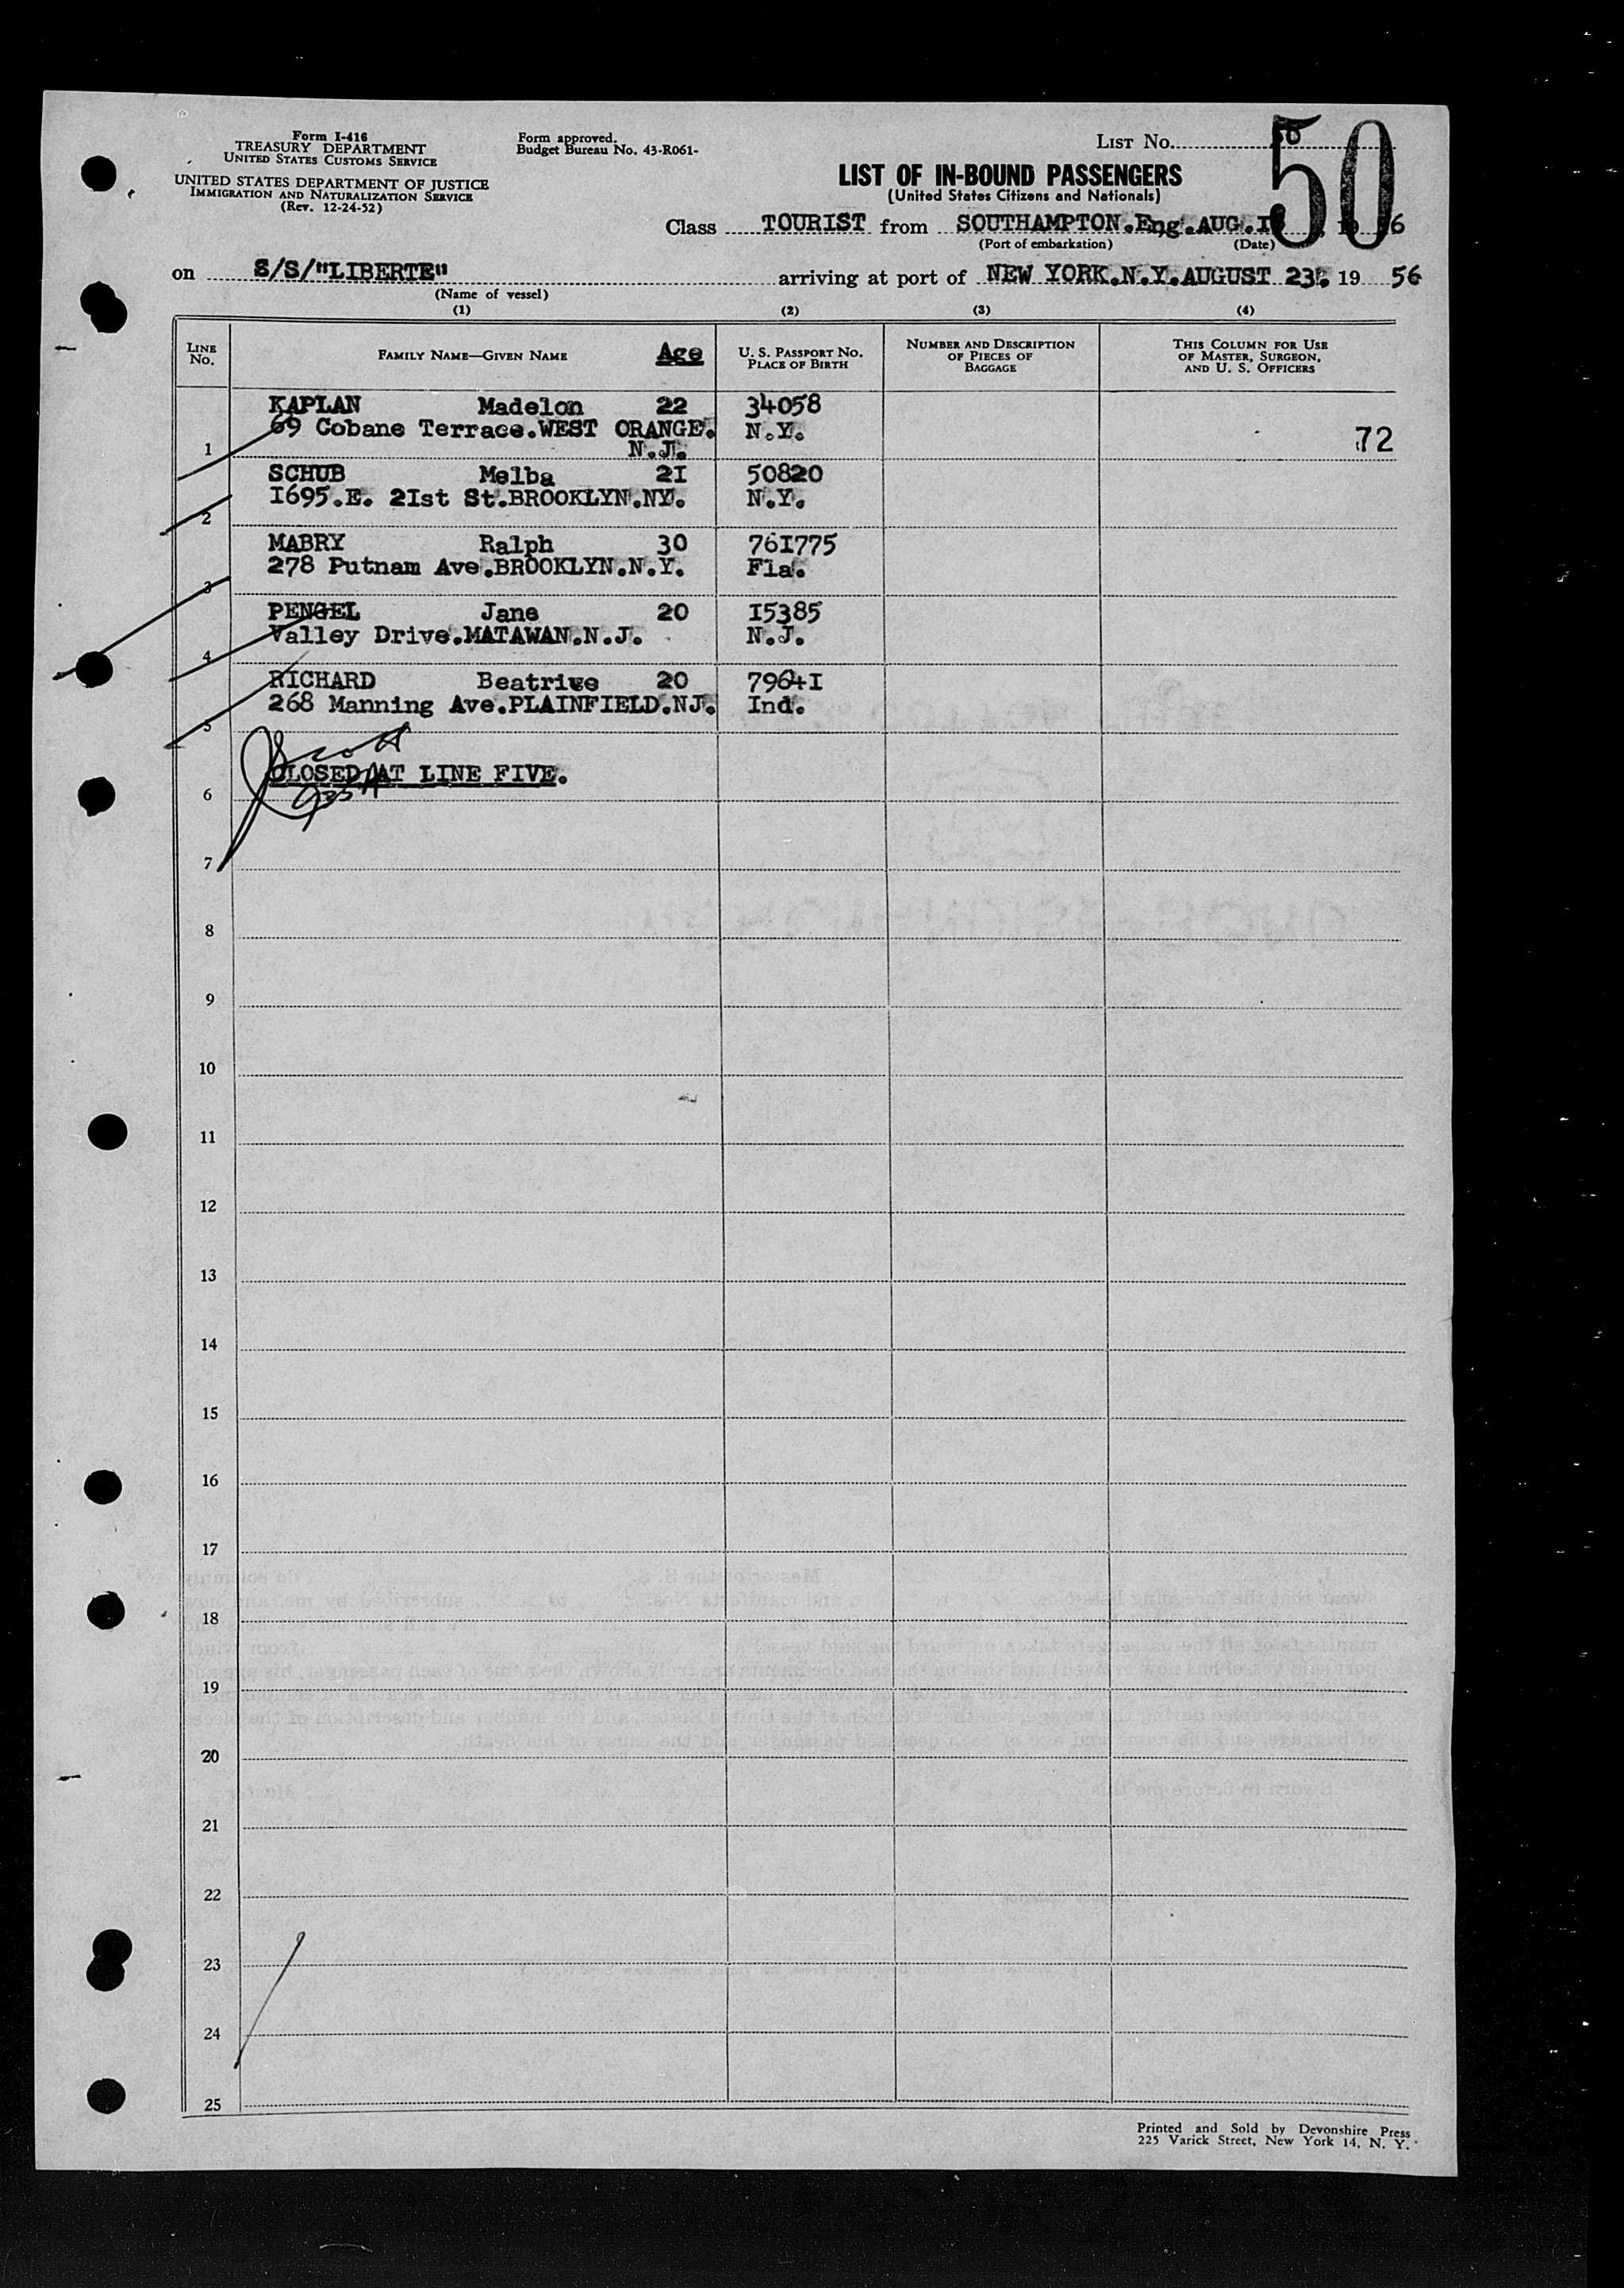 Form I-416
TREASURY DEPARTMENT
UNITED STATES CUSTOMS SERVICE
UNITED STATES DEPARTMENT OF JUSTICE
IMMIGRATION AND NATURALIZATION SERVICE
(Rev. 12-24-52)
Form approved.
Budget Bureau No. 43-R061-
LIST No. 50
50
LIST OF IN-BOUND PASSENGERS
(United States Citizens and Nationals)
Class TOURIST from SOUTHAMPTON.Eng.AUG.
(Port of embarkation) (Date)
on S/S/"LIBERTE" arriving at port of NEW YORK.N.Y.AUGUST 23. 19 56
(Name of vessel)
(1) (2) (3) (4)
LINE No. FAMILY NAME—GIVEN NAME Age U. S. PASSPORT No. PLACE OF BIRTH NUMBER AND DESCRIPTION OF PIECES OF BAGGAGE THIS COLUMN FOR USE OF MASTER, SURGEON, AND U. S. OFFICERS
KAPLAN Madelon 22 34058
69 Cobane Terrace.WEST ORANGE. N.Y.
1 N.J. 72
SCHUB Melba 2I 50820
I695.E. 2Ist St.BROOKLYN.NY. N.Y.
2
MABRY Ralph 30 76I775
278 Putnam Ave.BROOKLYN.N.Y. Fla.
3
PENGEL Jane 20 I5385
Valley Drive.MATAWAN.N.J. N.J.
4
RICHARD Beatrice 20 7964I
268 Manning Ave.PLAINFIELD.NJ. Ind.
5
CLOSED AT LINE FIVE.
6
7
8
9
10
11
12
13
14
15
16
17
18
19
20
21
22
23
24
25
Printed and Sold by Devonshire Press
225 Varick Street, New York 14, N. Y.